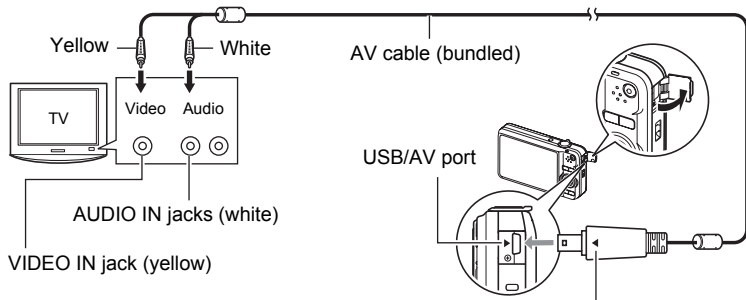 Yellow
White
AV cable (bundled)
TV
Video
Audio
USB/AV port
AUDIO IN jacks (white)
VIDEO IN jack (yellow)